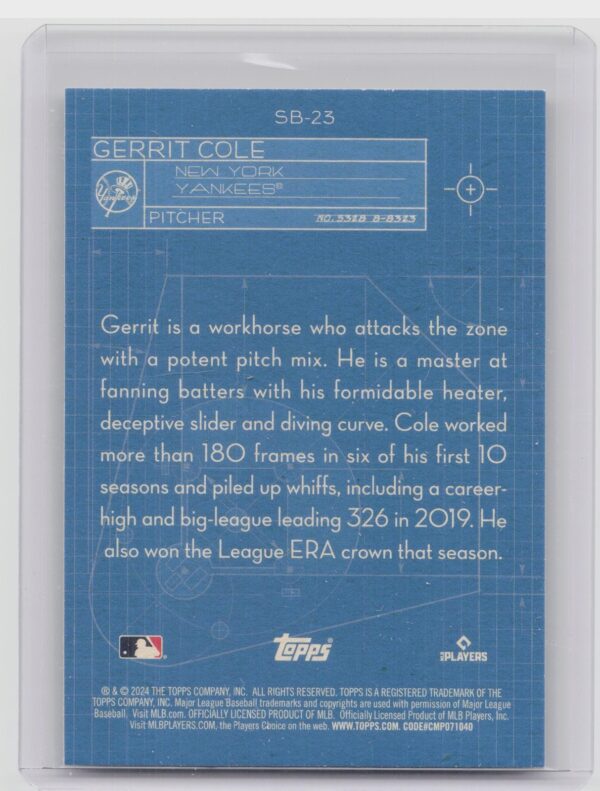 SB-23
GERRIT COLE
NEW YORK
YANKEES®
Yankees
PITCHER
NO. 5328 B-8323
Gerrit is a workhorse who attacks the zone
with a potent pitch mix. He is a master at
fanning batters with his formidable heater,
deceptive slider and diving curve. Cole worked
more than 180 frames in six of his first 10
seasons and piled up whiffs, including a career-
high and big-league leading 326 in 2019. He
also won the League ERA crown that season.
topps®
MLB PLAYERS
® & © 2024 THE TOPPS COMPANY, INC. ALL RIGHTS RESERVED. TOPPS IS A REGISTERED TRADEMARK OF THE
TOPPS COMPANY, INC. Major League Baseball trademarks and copyrights are used with permission of Major League
Baseball. Visit MLB.com. OFFICIALLY LICENSED PRODUCT OF MLB. Officially Licensed Product of MLB Players, Inc.
Visit MLBPLAYERS.com, the Players Choice on the web. WWW.TOPPS.COM. CODE#CMP071040